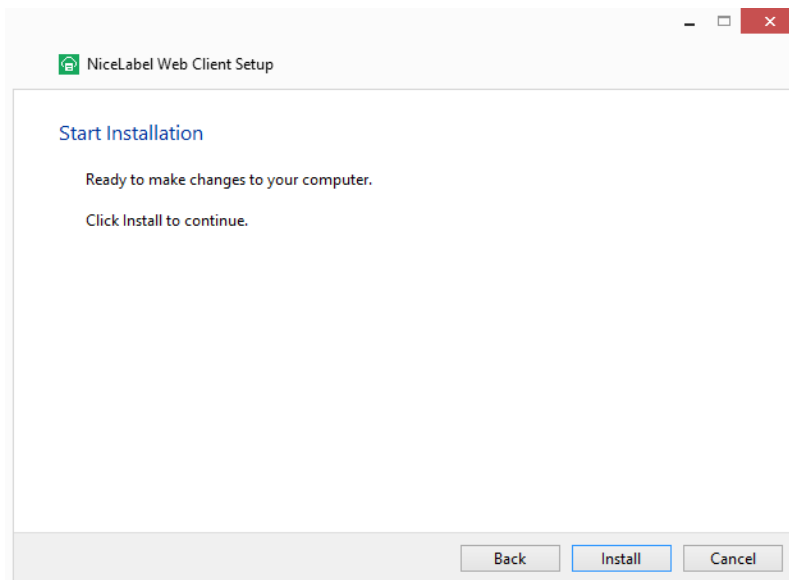 NiceLabel Web Client Setup
Start Installation
Ready to make changes to your computer.
Click Install to continue.
Back Install Cancel